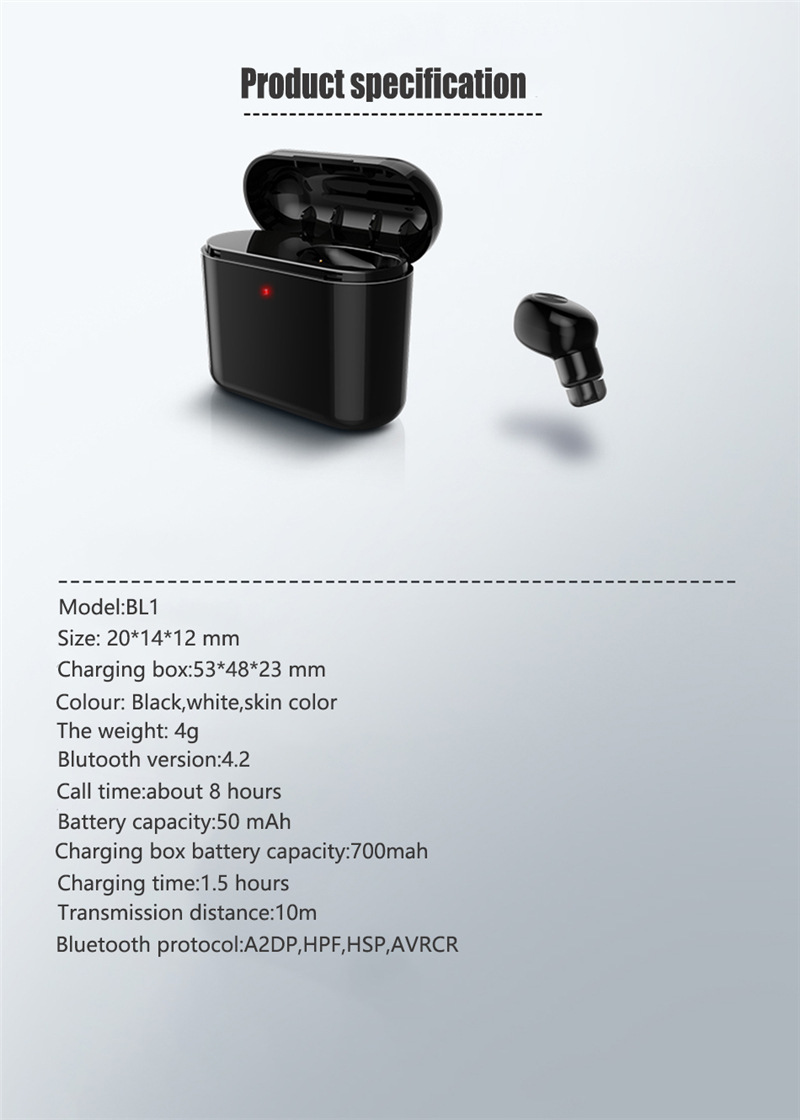 Product specification
Model:BL1
Size: 20*14*12 mm
Charging box:53*48*23 mm
Colour: Black,white,skin color
The weight: 4g
Blutooth version:4.2
Call time:about 8 hours
Battery capacity:50 mAh
Charging box battery capacity:700mah
Charging time:1.5 hours
Transmission distance:10m
Bluetooth protocol:A2DP,HPF,HSP,AVRCR